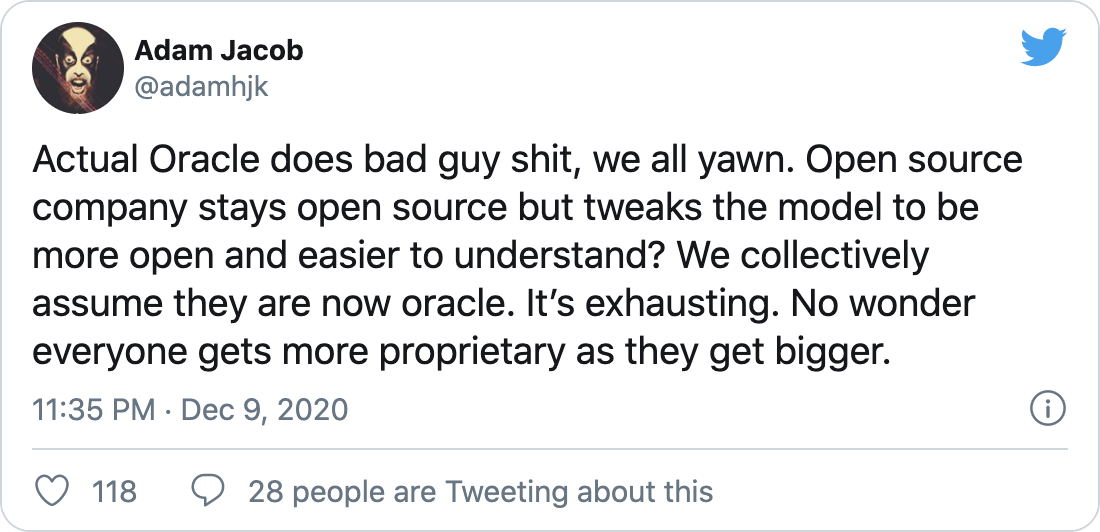 Adam Jacob
@adamhjk
Actual Oracle does bad guy shit, we all yawn. Open source
company stays open source but tweaks the model to be
more open and easier to understand? We collectively
assume they are now oracle. It’s exhausting. No wonder
everyone gets more proprietary as they get bigger.
11:35 PM · Dec 9, 2020
118 28 people are Tweeting about this